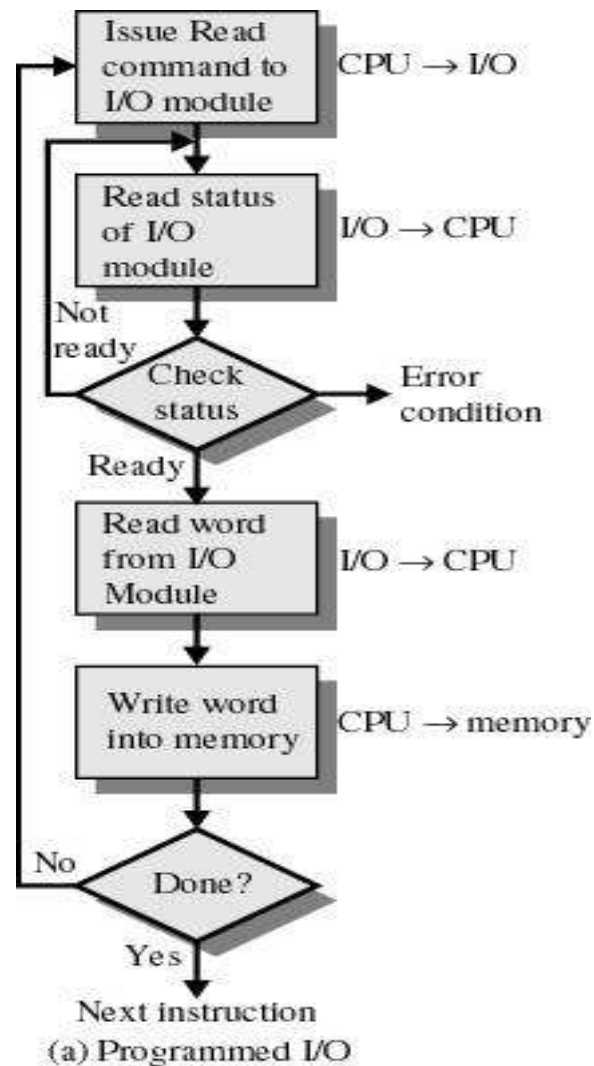 Issue Read
command to
I/O module
CPU → I/O
Read status
of I/O
module
I/O → CPU
Not
ready
Check
status
Error
condition
Ready
Read word
from I/O
Module
I/O → CPU
Write word
into memory
CPU → memory
No
Done?
Yes
Next instruction
(a) Programmed I/O